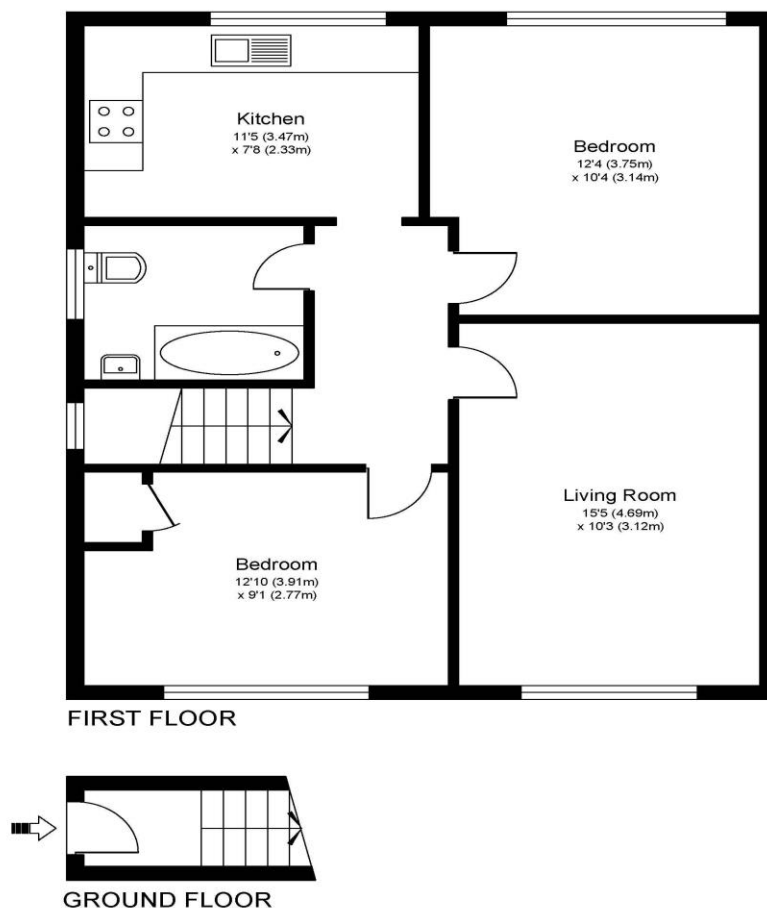 Kitchen
11'5 (3.47m)
x 7'8 (2.33m)
Bedroom
12'4 (3.75m)
x 10'4 (3.14m)
Living Room
15'5 (4.69m)
x 10'3 (3.12m)
Bedroom
12'10 (3.91m)
x 9'1 (2.77m)
FIRST FLOOR
GROUND FLOOR